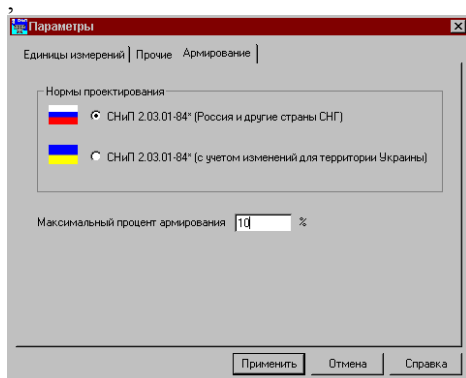 ,
Параметры
Единицы измерений Прочие Армирование
Нормы проектирования
СНиП 2.03.01-84* (Россия и другие страны СНГ)
СНиП 2.03.01-84* (с учетом изменений для территории Украины)
Максимальный процент армирования 10 %
Применить Отмена Справка